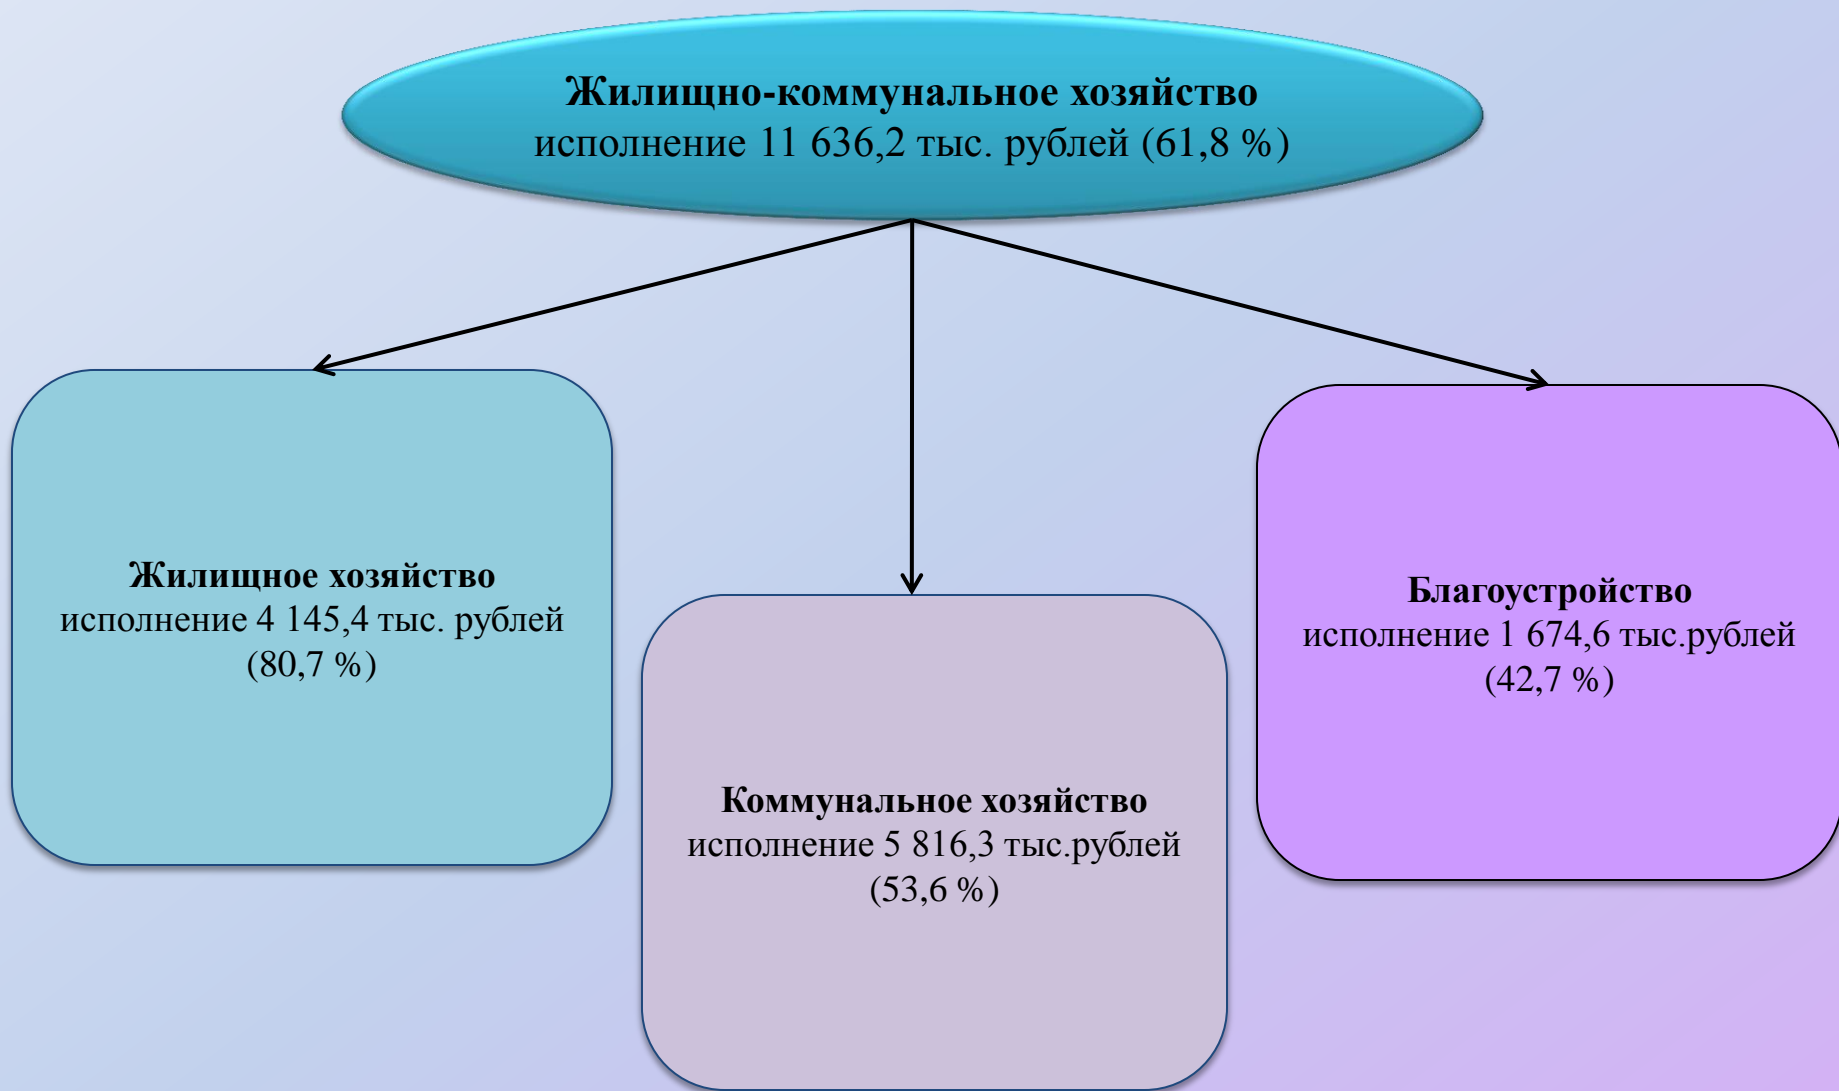 Жилищно-коммунальное хозяйство
исполнение 11 636,2 тыс. рублей (61,8 %)
Жилищное хозяйство
исполнение 4 145,4 тыс. рублей
(80,7 %)
Коммунальное хозяйство
исполнение 5 816,3 тыс.рублей
(53,6 %)
Благоустройство
исполнение 1 674,6 тыс.рублей
(42,7 %)